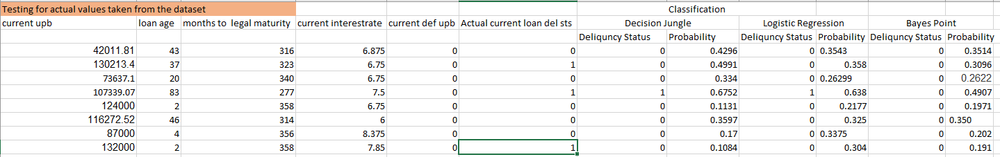 Testing for actual values taken from the dataset Classification
current upb loan age months to legal maturity current interestrate current def upb Actual current loan del sts Decision Jungle Logistic Regression Bayes Point
Deliquncy Status Probability Deliquncy Status Probability Deliquncy Status Probability
42011.81 43 316 6.875 0 0 0 0.4296 0 0.3543 0 0.3514
130213.4 37 323 6.75 0 1 0 0.4991 0 0.358 0 0.3096
73637.1 20 340 6.75 0 0 0 0.334 0 0.26299 0 0.2622
107339.07 83 277 7.5 0 1 1 0.6752 1 0.638 0 0.4907
124000 2 358 6.75 0 0 0 0.1131 0 0.2177 0 0.1971
116272.52 46 314 6 0 0 0 0.3597 0 0.325 0 0.350
87000 4 356 8.375 0 0 0 0.17 0 0.3375 0 0.202
132000 2 358 7.85 0 1 0 0.1084 0 0.304 0 0.191